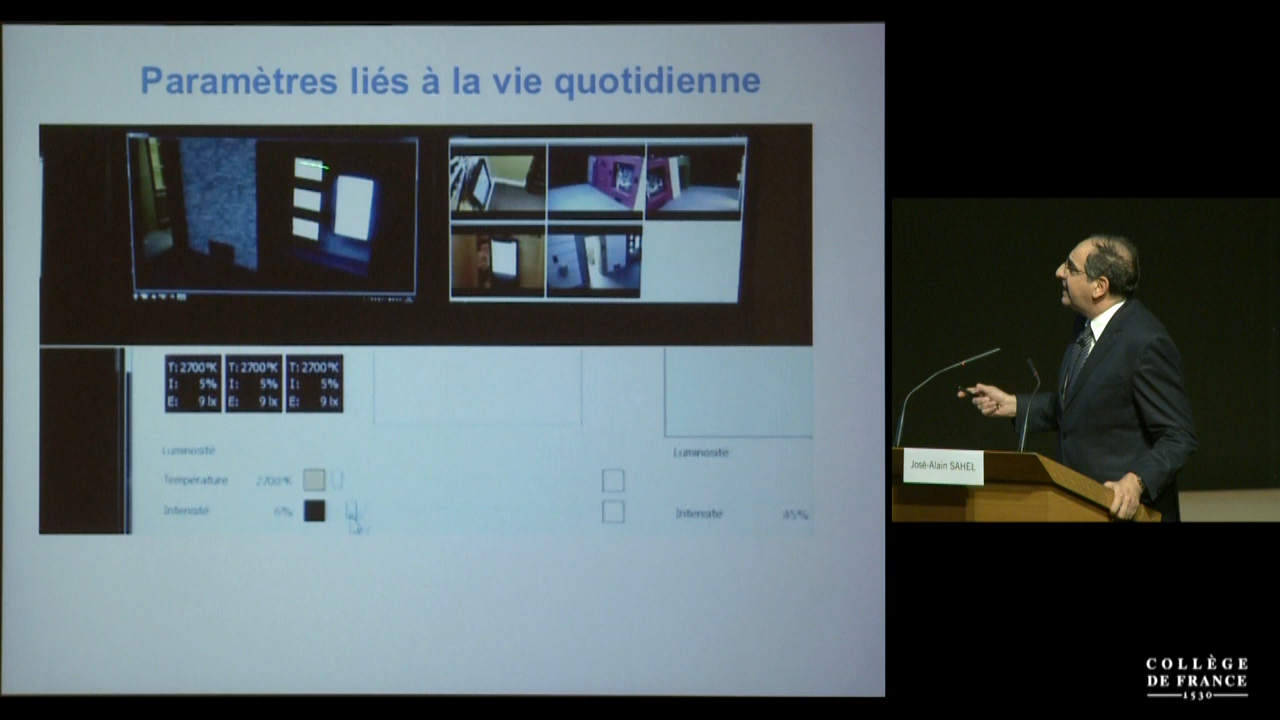 Paramètres liés à la vie quotidienne
T: 2700°K T: 2700°K T: 2700°K
I: 5% I: 5% I: 5%
E: 9 lx E: 9 lx E: 9 lx
Luminosité
Luminosité
Température 2700°K
Intensité 6%
Intensité 85%
José-Alain SAHEL
COLLÈGE
DE FRANCE
1530